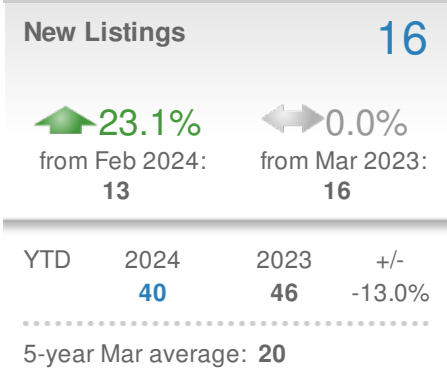 New Listings 16
23.1% 0.0%
from Feb 2024: from Mar 2023:
13 16
YTD 2024 2023 +/-
40 46 -13.0%
5-year Mar average: 20